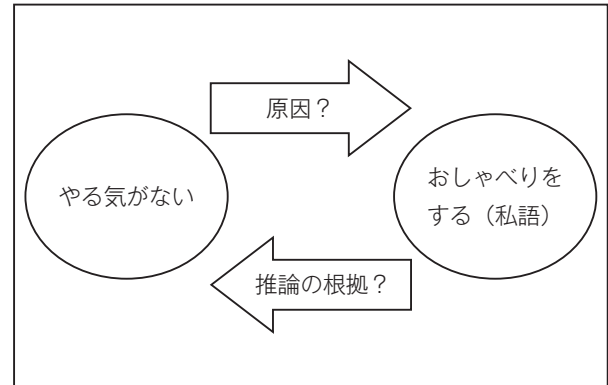 原因？
やる気がない
おしゃべりを
する（私語）
推論の根拠？